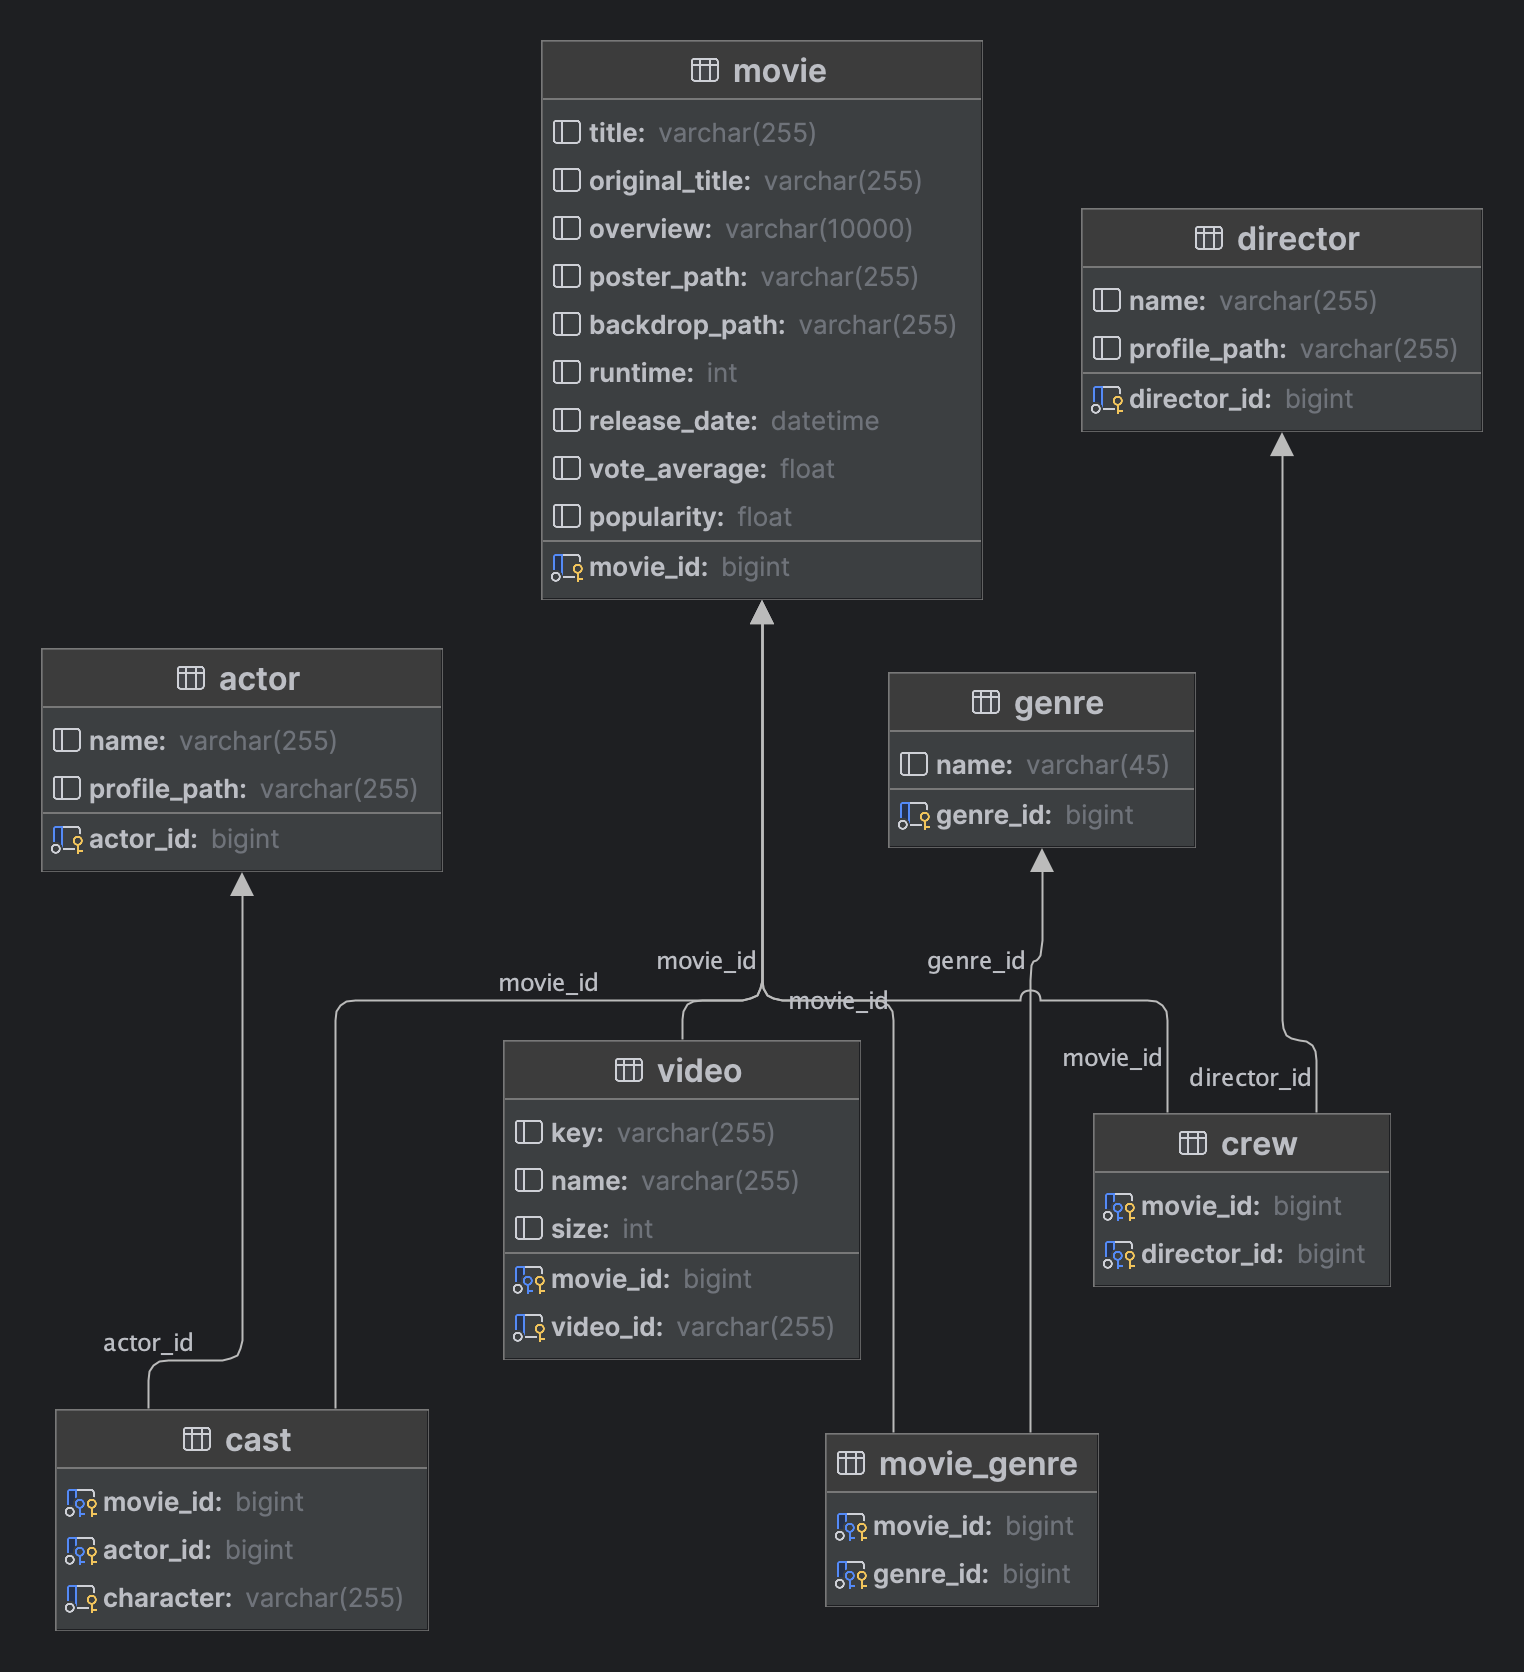 movie
title: varchar(255)
original_title: varchar(255)
overview: varchar(10000)
poster_path: varchar(255)
backdrop_path: varchar(255)
runtime: int
release_date: datetime
vote_average: float
popularity: float
movie_id: bigint
director
name: varchar(255)
profile_path: varchar(255)
director_id: bigint
actor
name: varchar(255)
profile_path: varchar(255)
actor_id: bigint
genre
name: varchar(45)
genre_id: bigint
movie_id
movie_id
genre_id
movie_id
movie_id
director_id
video
key: varchar(255)
name: varchar(255)
size: int
movie_id: bigint
video_id: varchar(255)
crew
movie_id: bigint
director_id: bigint
actor_id
cast
movie_id: bigint
actor_id: bigint
character: varchar(255)
movie_genre
movie_id: bigint
genre_id: bigint